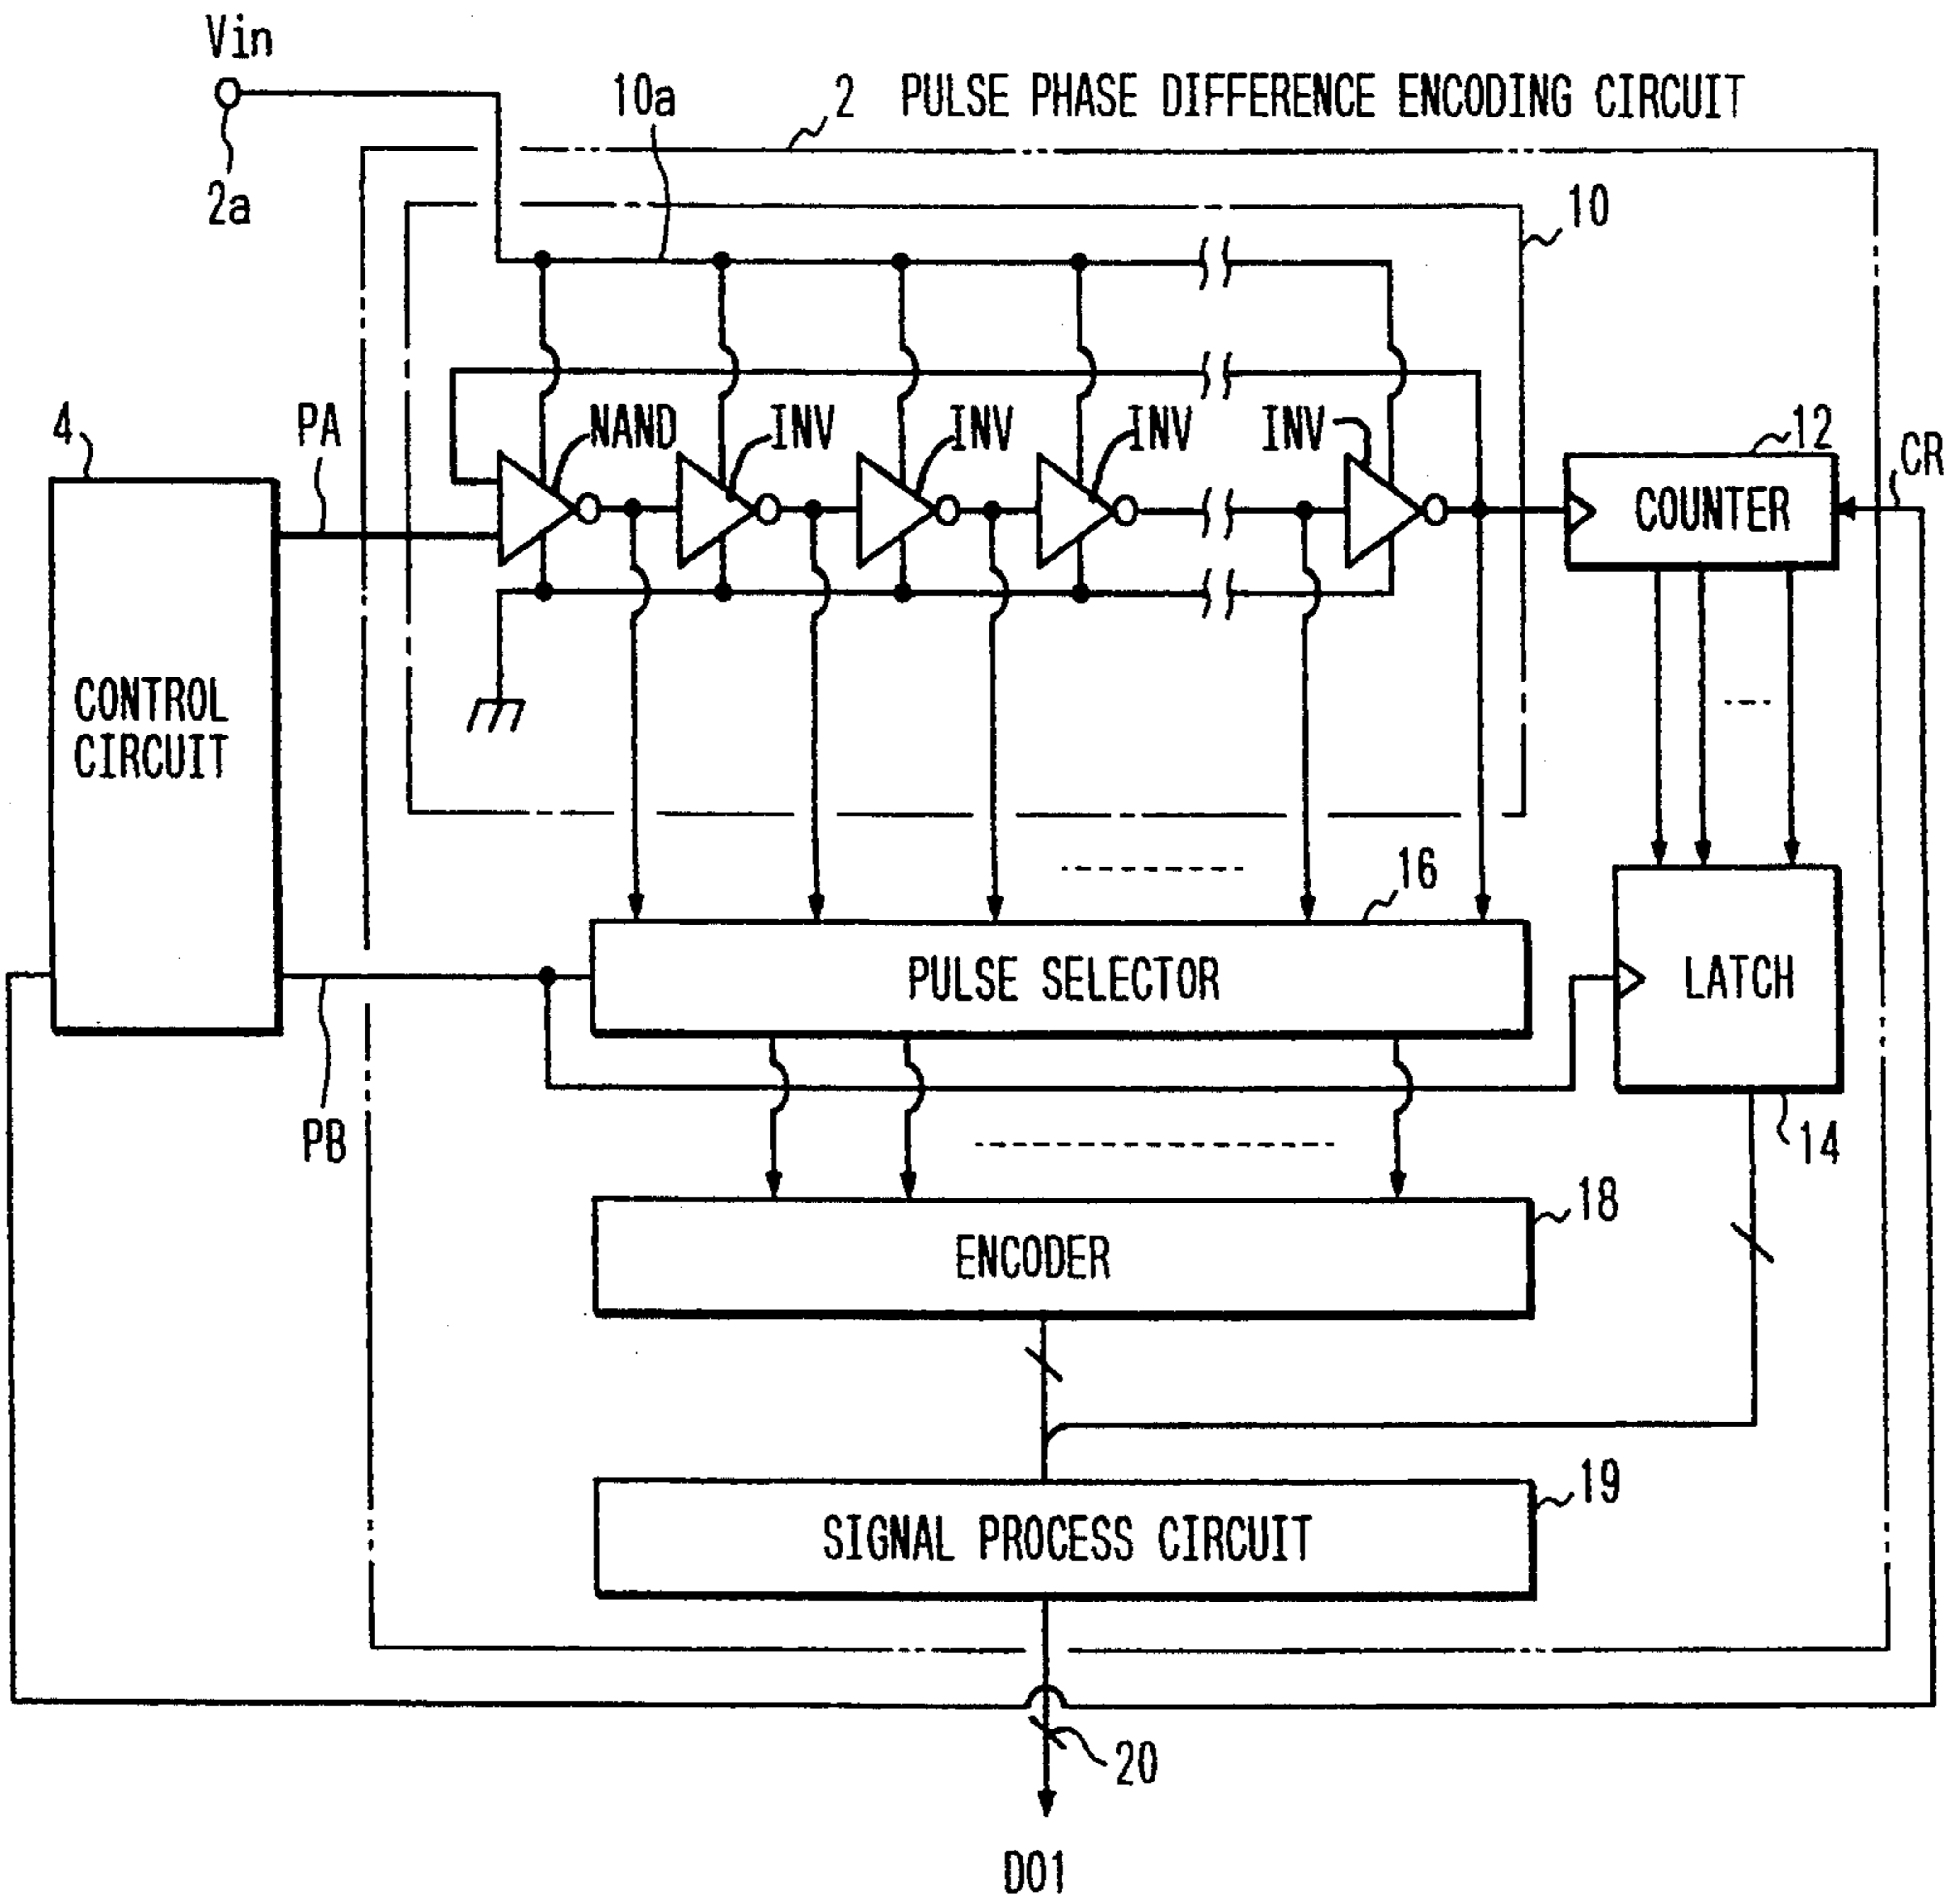 Vin
2a
10a
2 PULSE PHASE DIFFERENCE ENCODING CIRCUIT
10
4
PA
NAND
INV
INV
INV
INV
12
CR
COUNTER
CONTROL
CIRCUIT
16
PULSE SELECTOR
LATCH
PB
14
18
ENCODER
19
SIGNAL PROCESS CIRCUIT
20
DO1